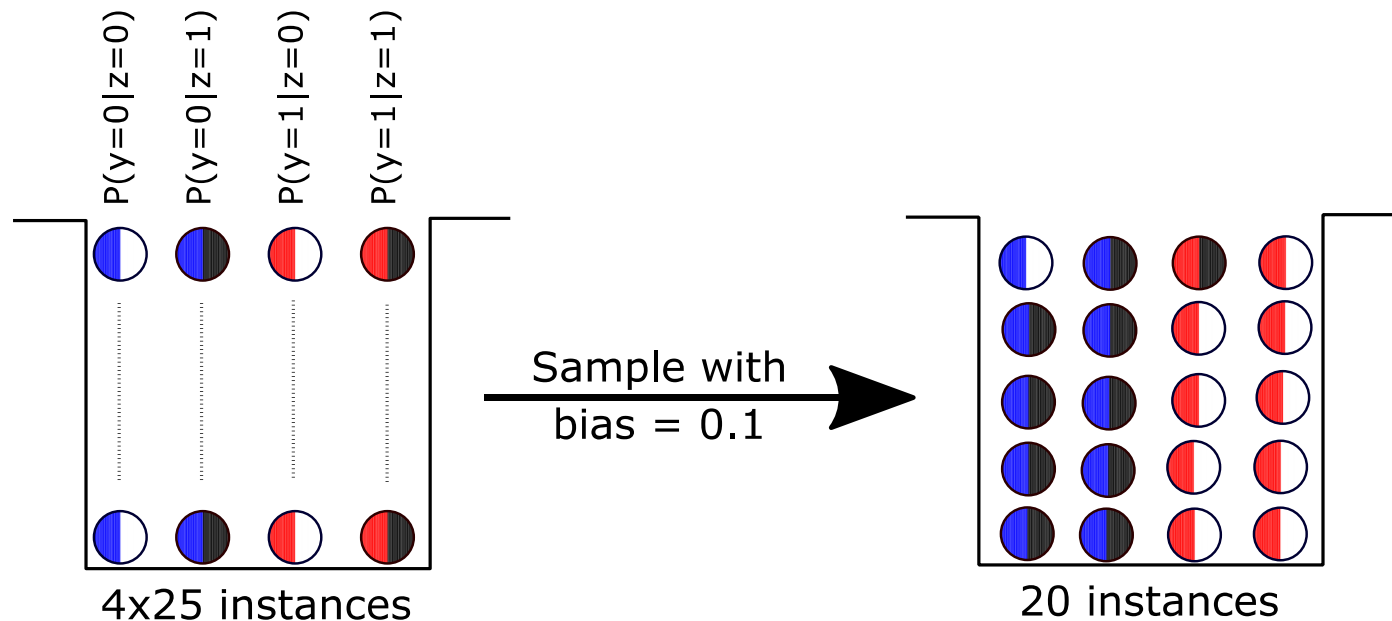 P(y=0|z=0)
P(y=0|z=1)
P(y=1|z=0)
P(y=1|z=1)
Sample with
bias = 0.1
4x25 instances
20 instances